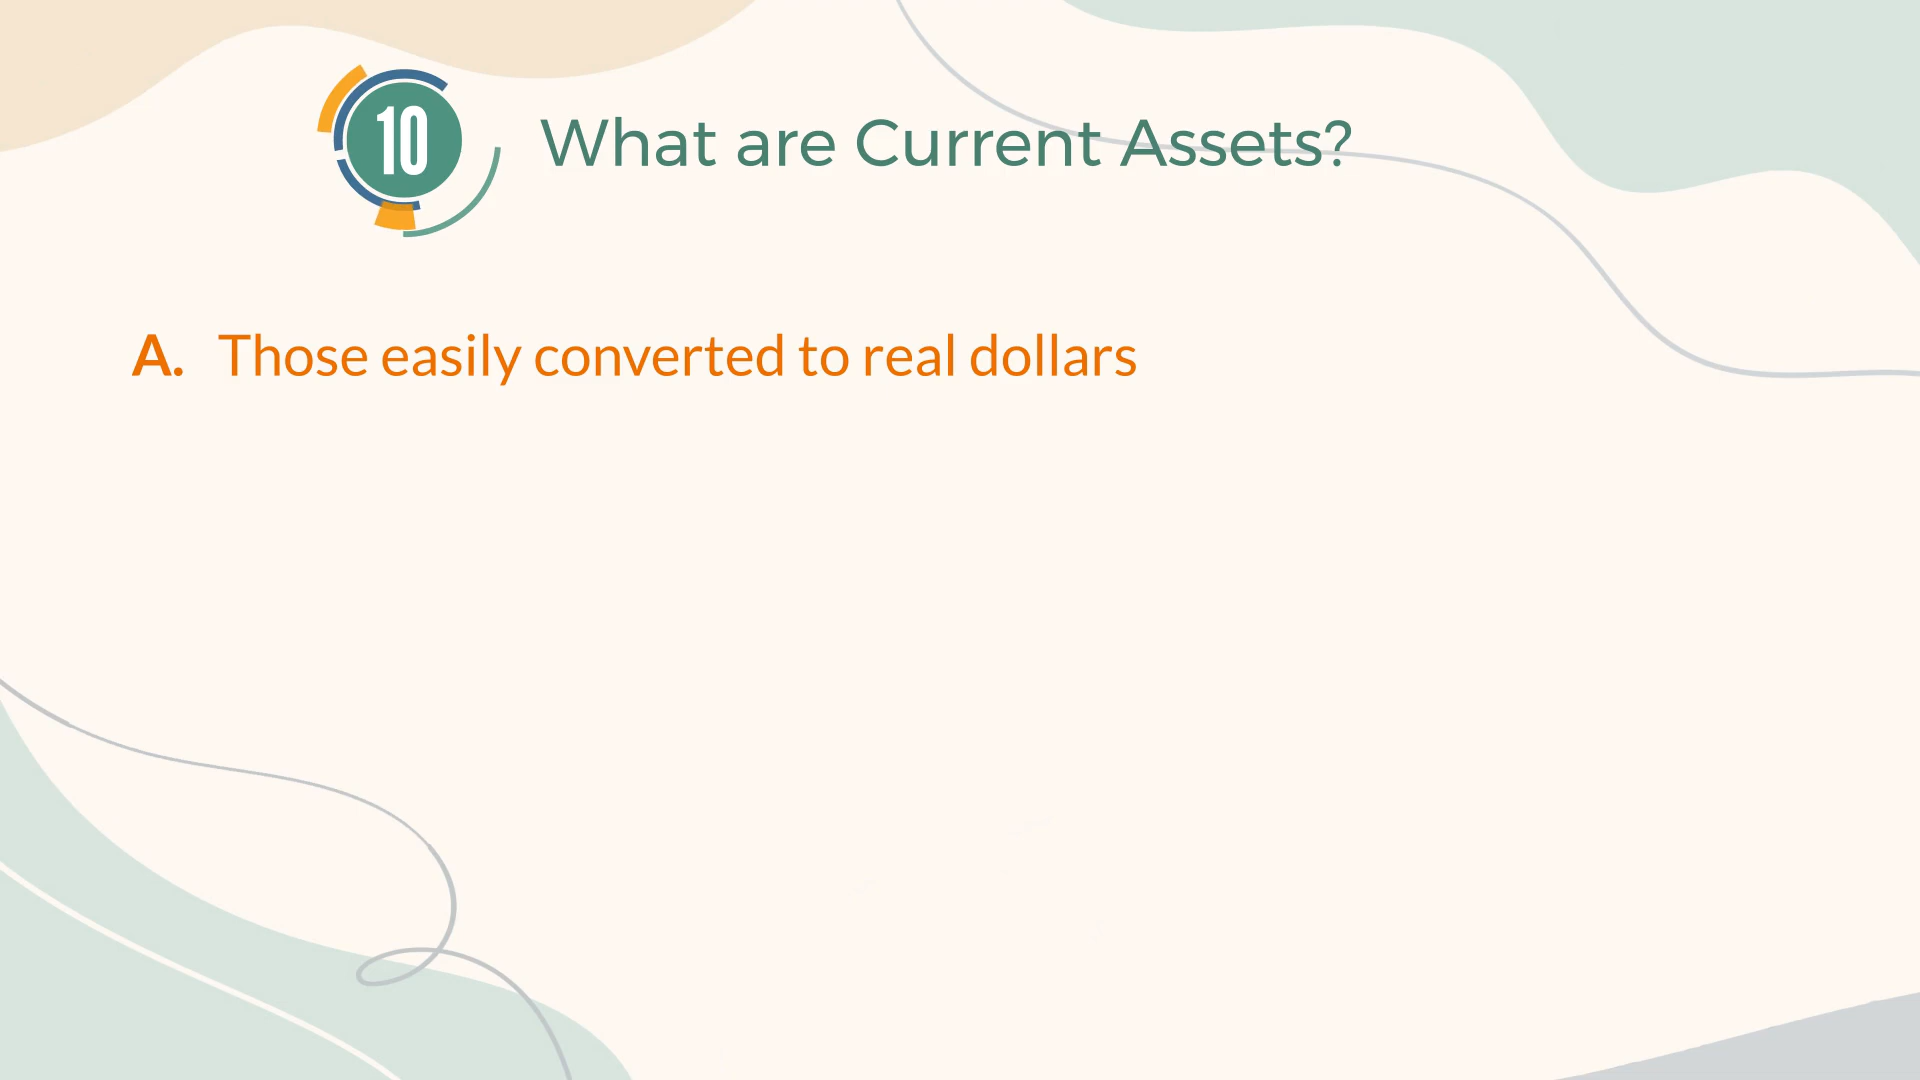 10
What are Current Assets?
A. Those easily converted to real dollars